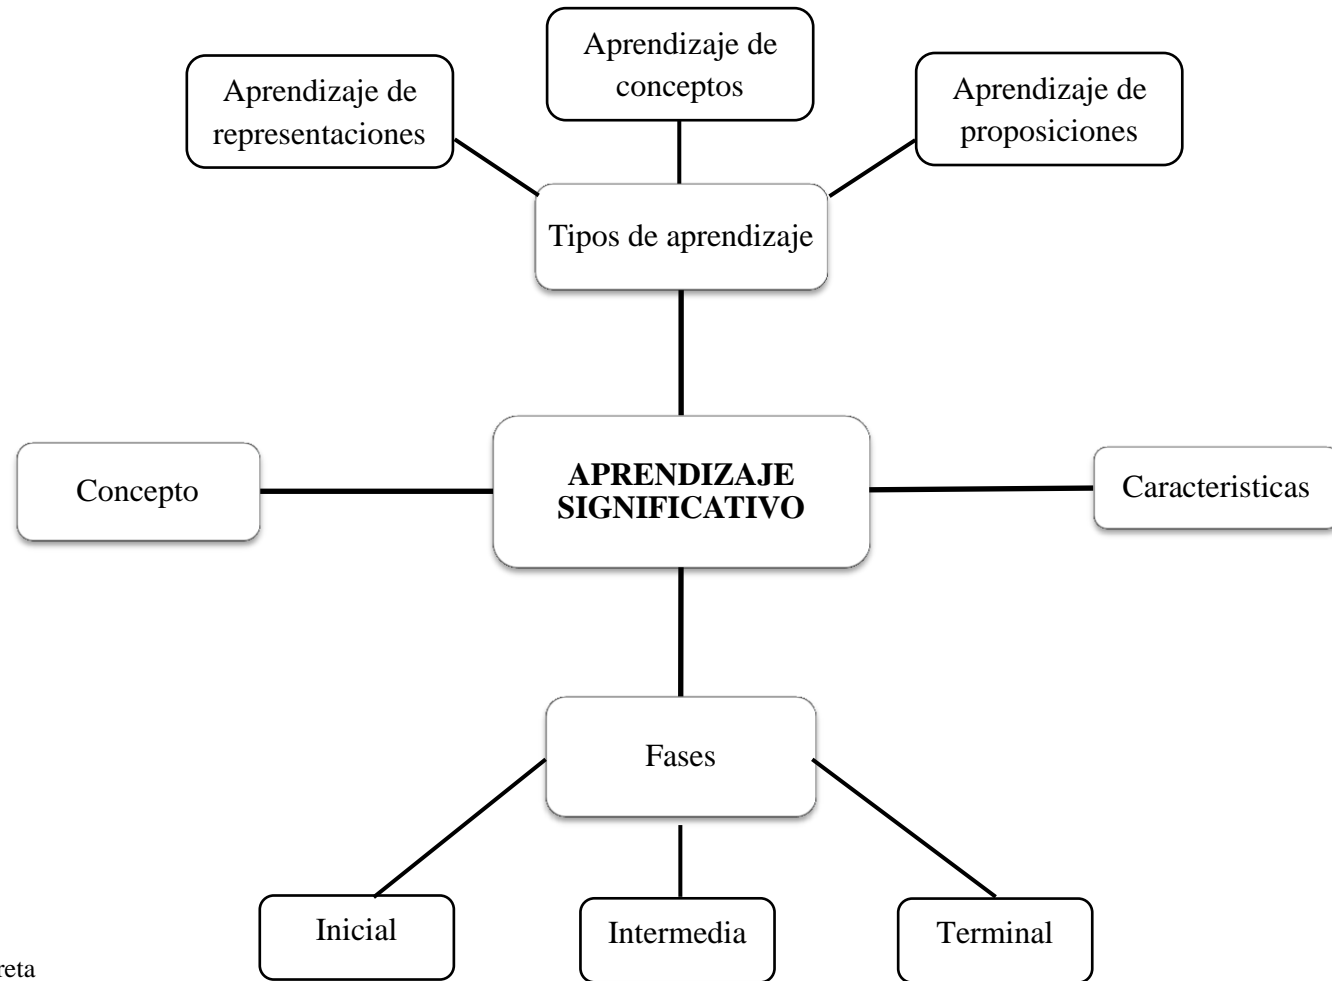 Aprendizaje de
conceptos
Aprendizaje de
representaciones
Aprendizaje de
proposiciones
Tipos de aprendizaje
Concepto
APRENDIZAJE
SIGNIFICATIVO
Caracteristicas
Fases
Inicial
Intermedia
Terminal
reta